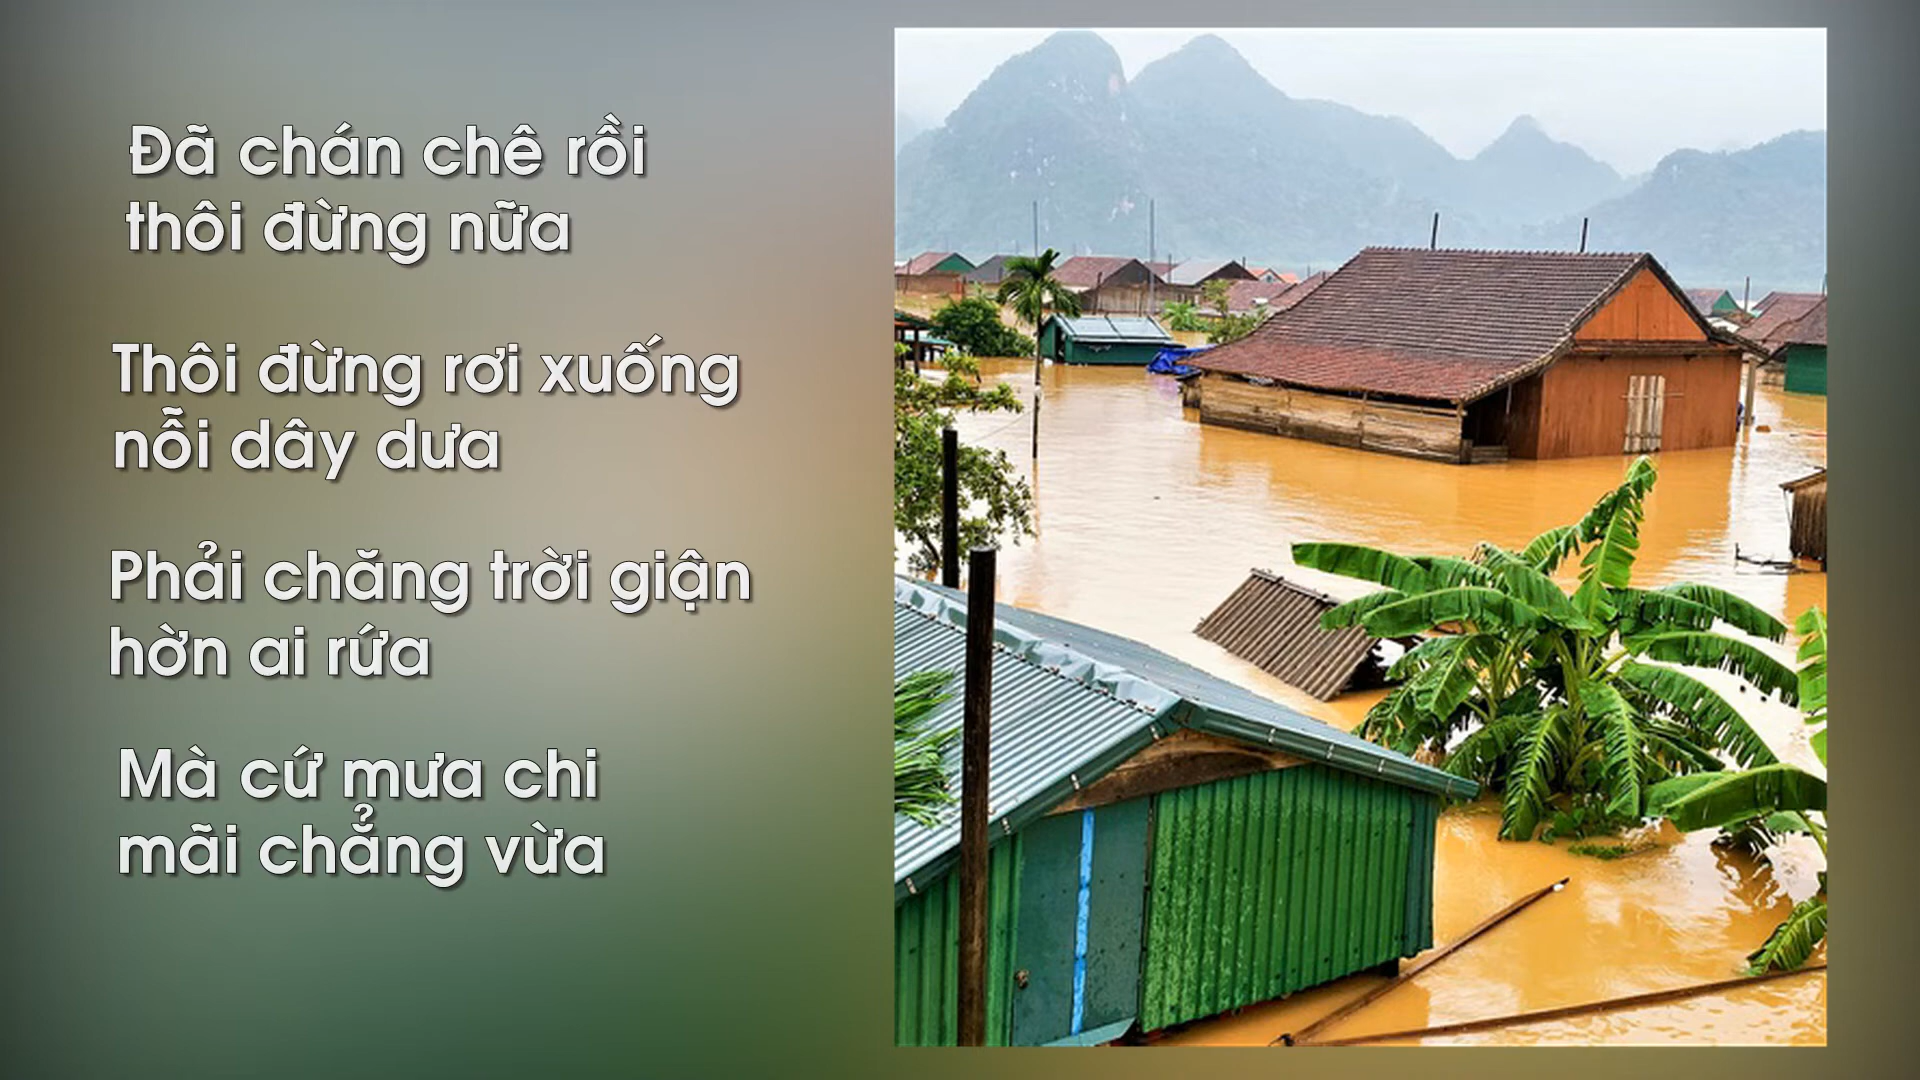 Đã chán chê rồi
thôi đừng nữa
Thôi đừng rơi xuống
nỗi dây dưa
Phải chăng trời giận
hờn ai rứa
Mà cứ mưa chi
mãi chẳng vừa